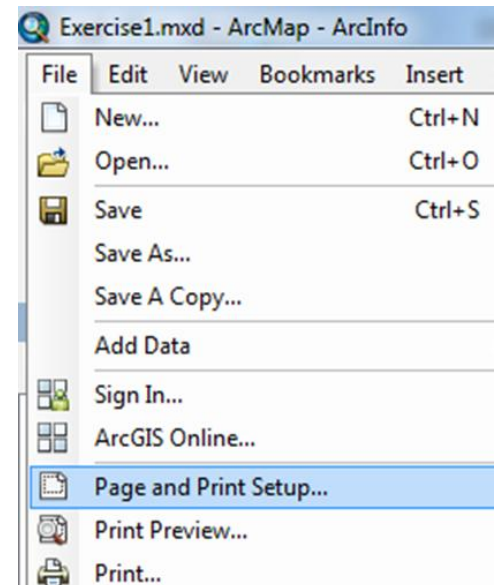 Exercise1.mxd - ArcMap - ArcInfo
File Edit View Bookmarks Insert
New... Ctrl+N
Open... Ctrl+O
Save Ctrl+S
Save As...
Save A Copy...
Add Data
Sign In...
ArcGIS Online...
Page and Print Setup...
Print Preview...
Print...